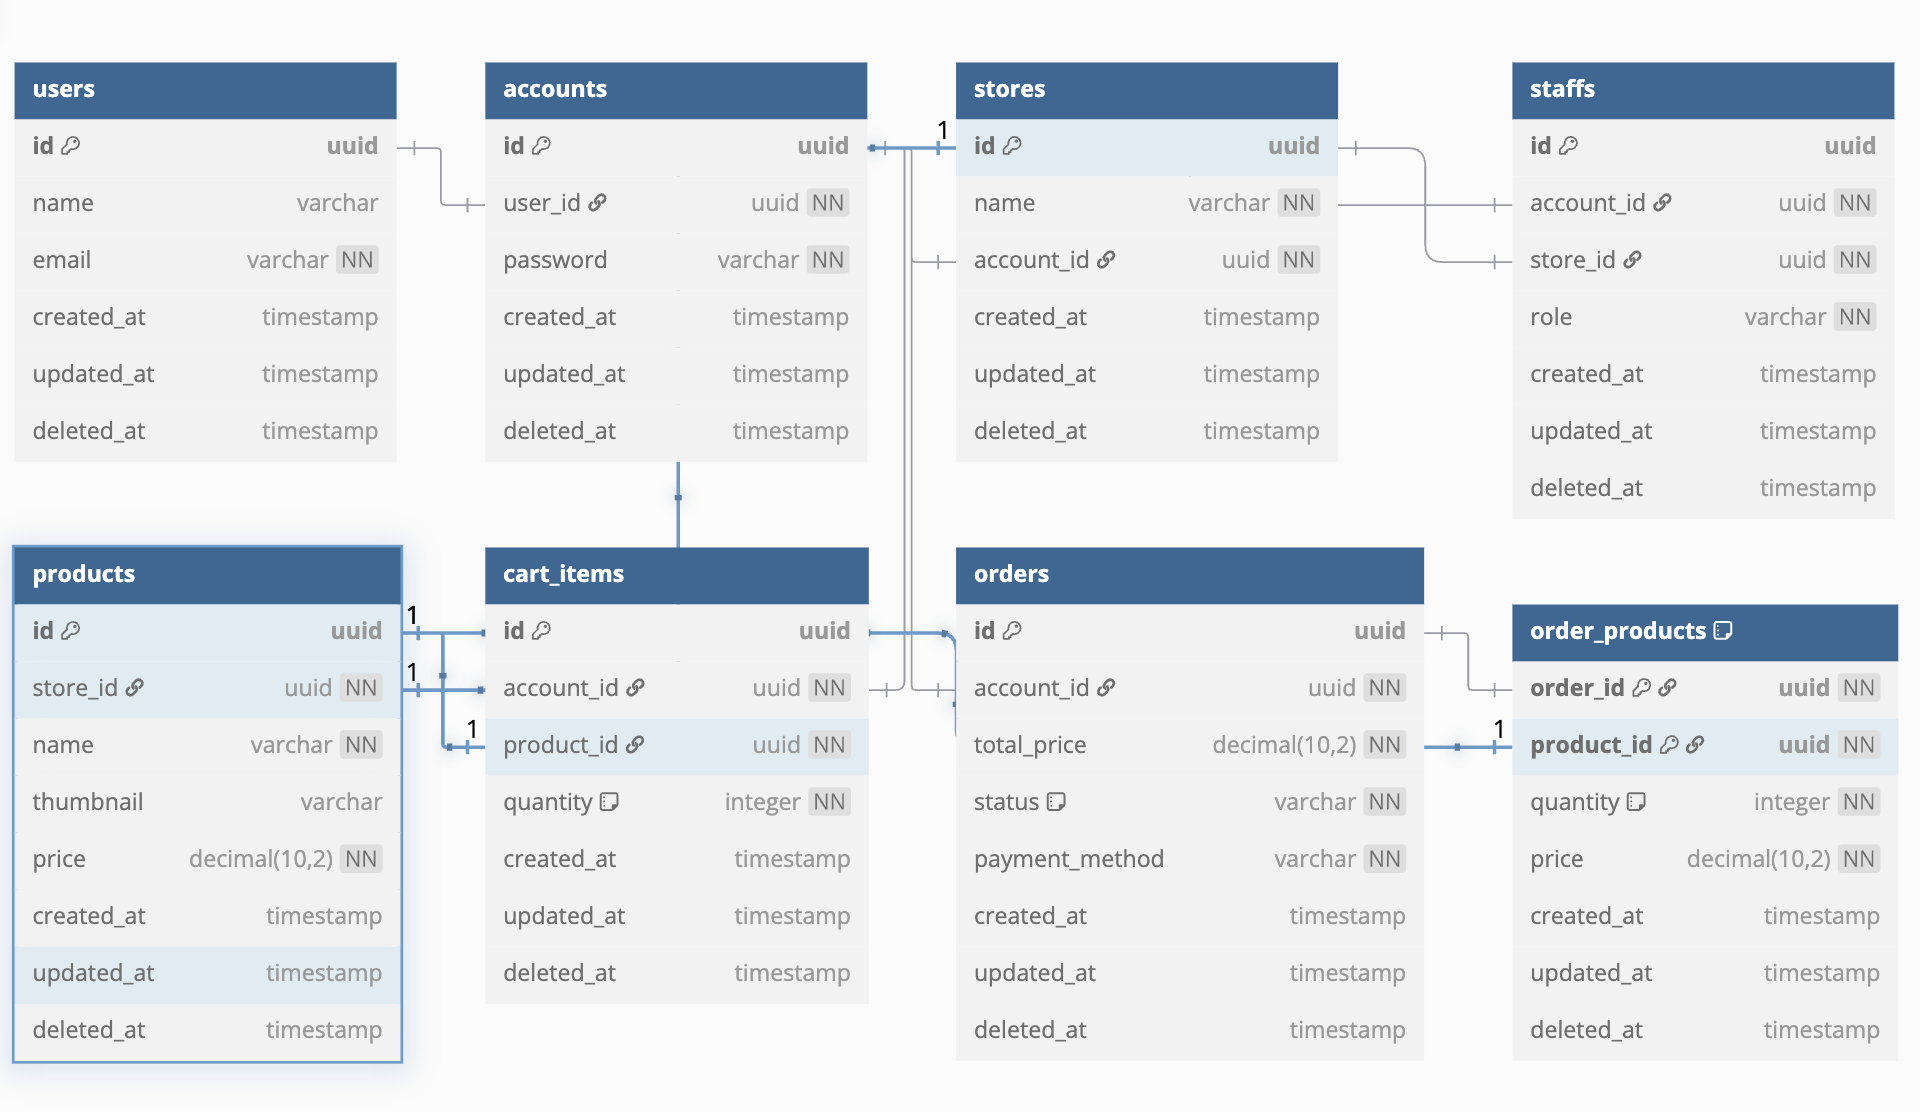 users
id uuid
name varchar
email varchar NN
created_at timestamp
updated_at timestamp
deleted_at timestamp
accounts
id uuid
user_id uuid NN
password varchar NN
created_at timestamp
updated_at timestamp
deleted_at timestamp
1
stores
id uuid
name varchar NN
account_id uuid NN
created_at timestamp
updated_at timestamp
deleted_at timestamp
staffs
id uuid
account_id uuid NN
store_id uuid NN
role varchar NN
created_at timestamp
updated_at timestamp
deleted_at timestamp
products
id uuid
store_id uuid NN
name varchar NN
thumbnail varchar
price decimal(10,2) NN
created_at timestamp
updated_at timestamp
deleted_at timestamp
1
1
1
cart_items
id uuid
account_id uuid NN
product_id uuid NN
quantity integer NN
created_at timestamp
updated_at timestamp
deleted_at timestamp
orders
id uuid
account_id uuid NN
total_price decimal(10,2) NN
status varchar NN
payment_method varchar NN
created_at timestamp
updated_at timestamp
deleted_at timestamp
1
order_products
order_id uuid NN
product_id uuid NN
quantity integer NN
price decimal(10,2) NN
created_at timestamp
updated_at timestamp
deleted_at timestamp